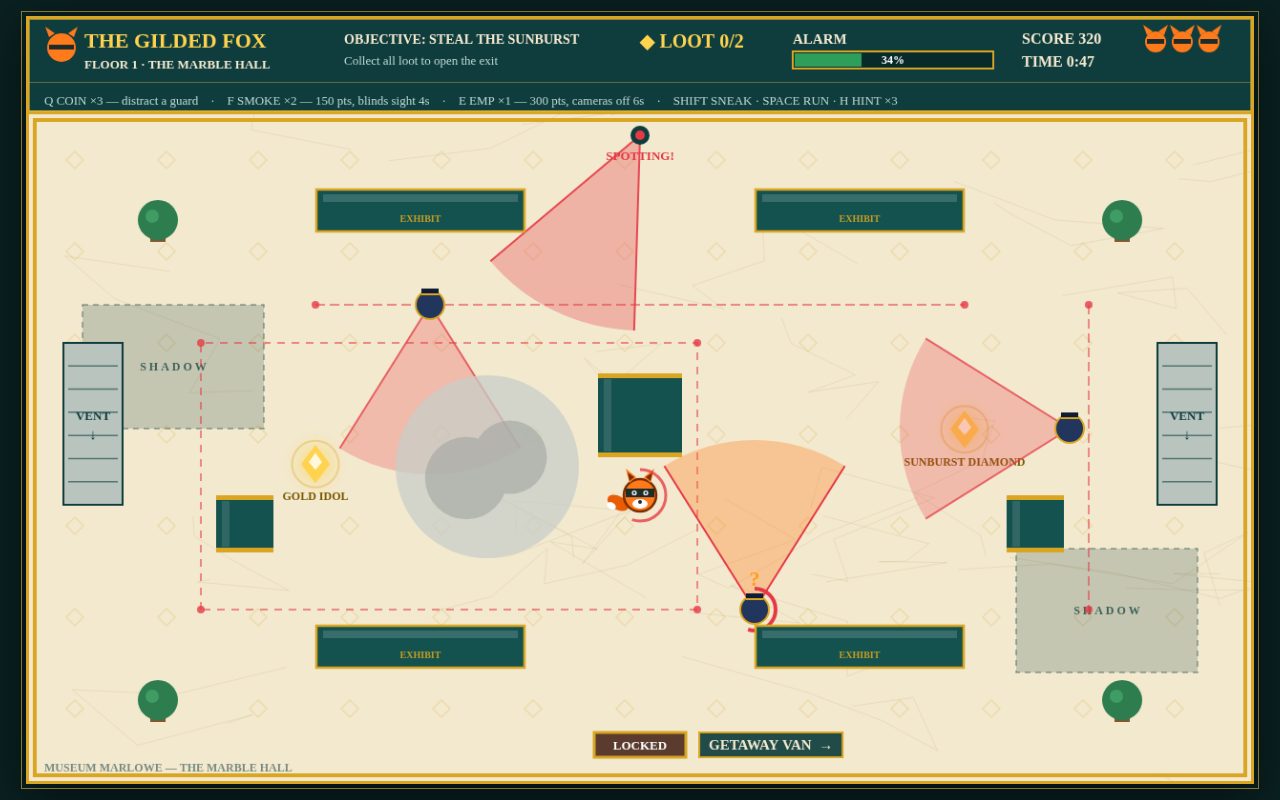 THE GILDED FOX
FLOOR 1 · THE MARBLE HALL
OBJECTIVE: STEAL THE SUNBURST
Collect all loot to open the exit
◆ LOOT 0/2
ALARM
34%
SCORE 320
TIME 0:47
Q COIN ×3 — distract a guard · F SMOKE ×2 — 150 pts, blinds sight 4s · E EMP ×1 — 300 pts, cameras off 6s · SHIFT SNEAK · SPACE RUN · H HINT ×3
SPOTTING!
EXHIBIT
EXHIBIT
SHADOW
VENT
↓
VENT
↓
SUNBURST DIAMOND
GOLD IDOL
?
SHADOW
EXHIBIT
EXHIBIT
LOCKED
GETAWAY VAN →
MUSEUM MARLOWE — THE MARBLE HALL